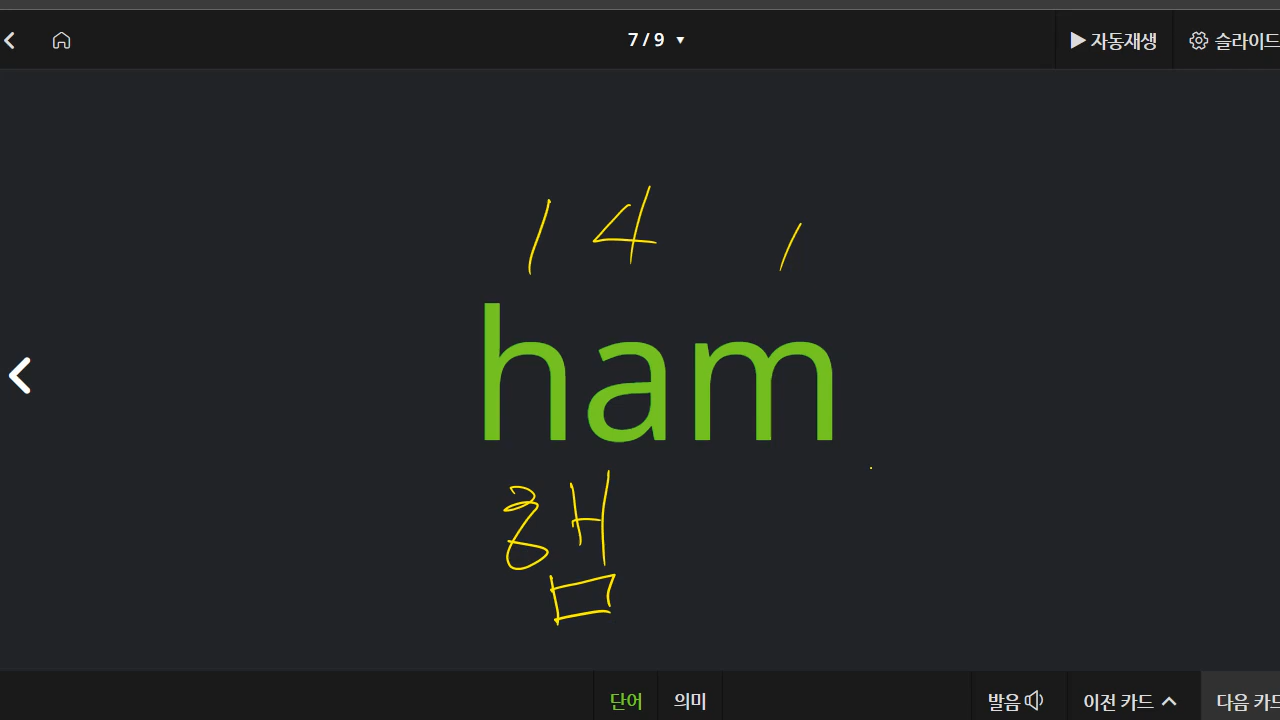 7 / 9 ▼
▶ 자동재생
슬라이드
1 4 /
ham
햄
단어
의미
발음
이전 카드
다음 카드